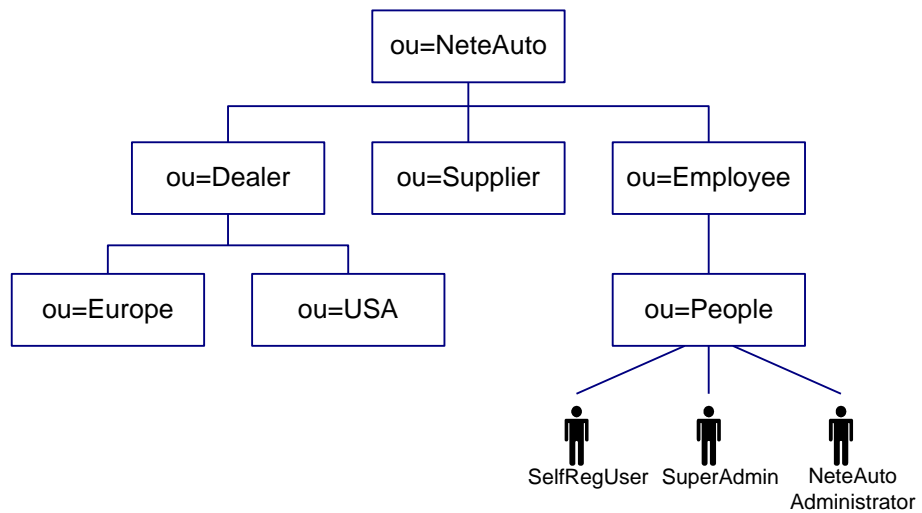 ou=NeteAuto
ou=Dealer
ou=Supplier
ou=Employee
ou=Europe
ou=USA
ou=People
SelfRegUser
SuperAdmin
NeteAuto
Administrator